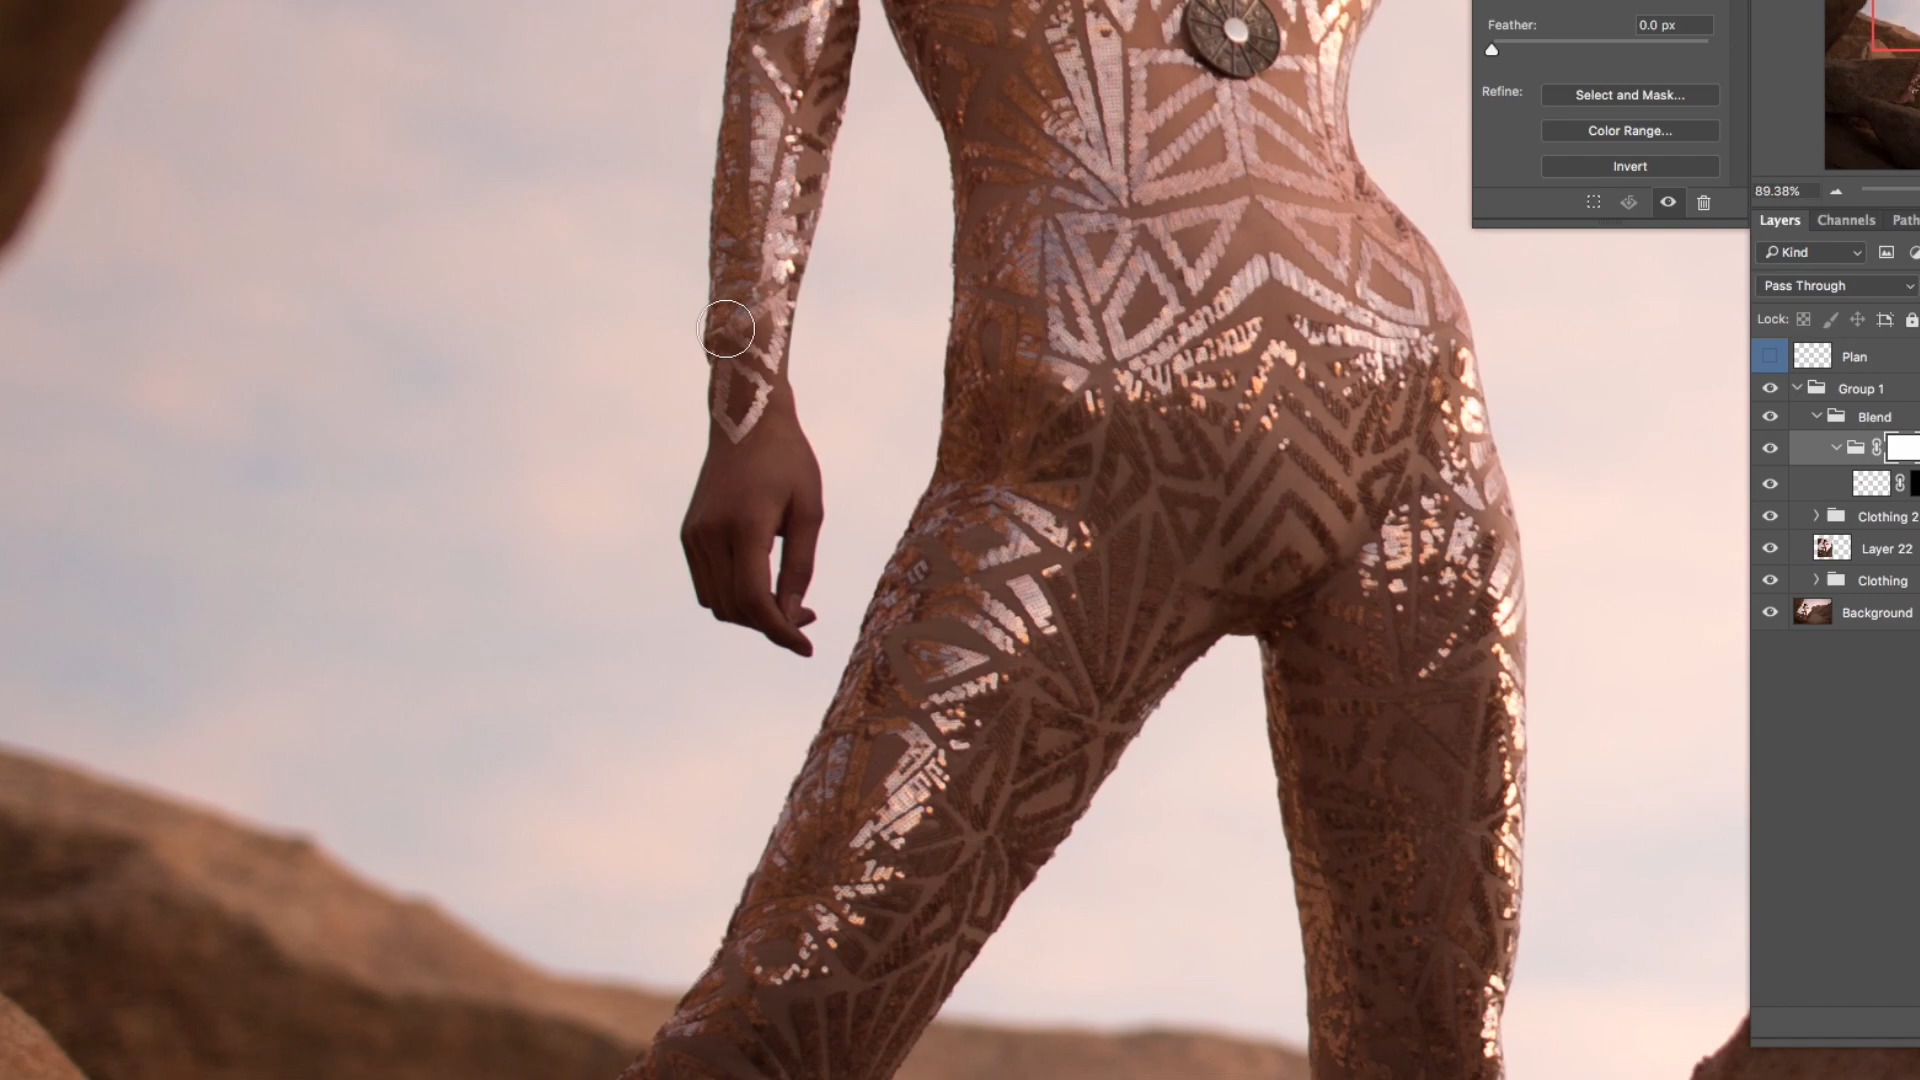 Feather: 0.0 px
Refine: Select and Mask...
Color Range...
Invert
89.38%
Layers Channels
Kind
Pass Through
Lock:
Plan
Group 1
Blend
Clothing 2
Layer 22
Clothing
Background